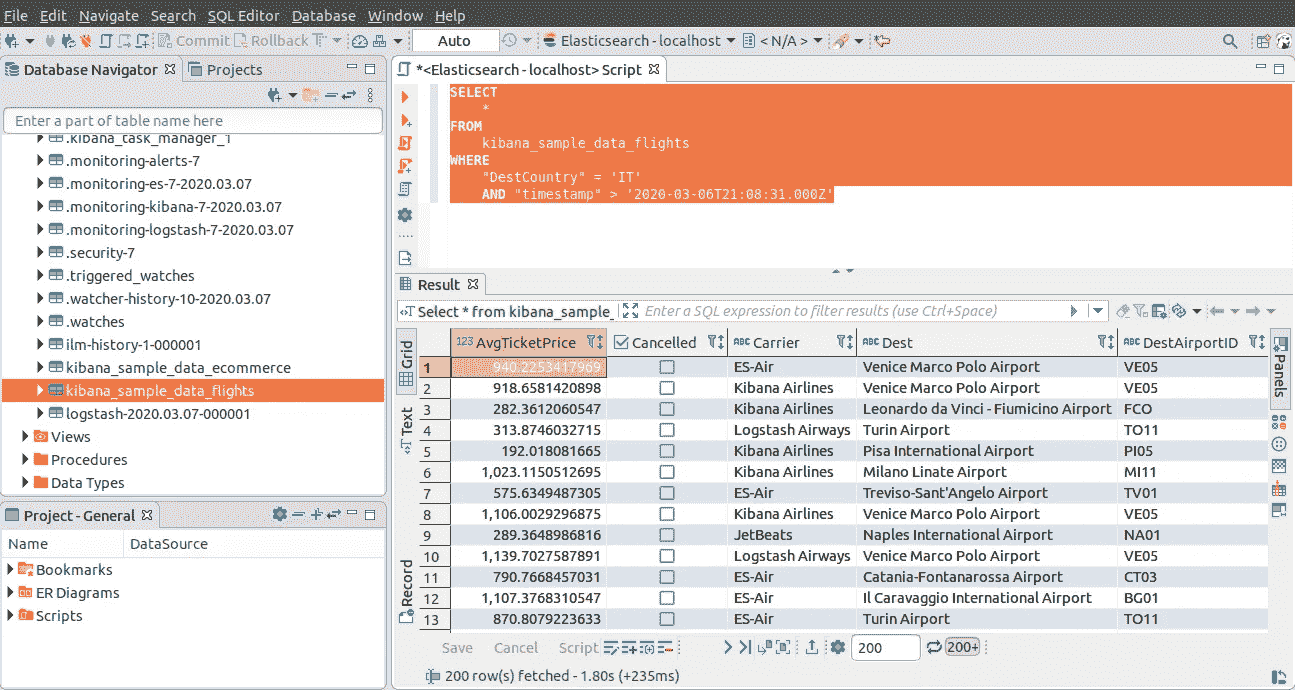 File Edit Navigate Search SQL Editor Database Window Help
Commit Rollback Auto Elasticsearch - localhost < N/A >
Database Navigator Projects
Enter a part of table name here
.kibana_task_manager_1
.monitoring-alerts-7
.monitoring-es-7-2020.03.07
.monitoring-kibana-7-2020.03.07
.monitoring-logstash-7-2020.03.07
.security-7
.triggered_watches
.watcher-history-10-2020.03.07
.watches
ilm-history-1-000001
kibana_sample_data_ecommerce
kibana_sample_data_flights
logstash-2020.03.07-000001
Views
Procedures
Data Types
Project - General
Name DataSource
Bookmarks
ER Diagrams
Scripts
*<Elasticsearch - localhost> Script
SELECT
*
FROM
kibana_sample_data_flights
WHERE
"DestCountry" = 'IT'
AND "timestamp" > '2020-03-06T21:08:31.000Z'
Result
Select * from kibana_sample_ Enter a SQL expression to filter results (use Ctrl+Space)
Grid
Text
Record
Panels
123 AvgTicketPrice Cancelled ABC Carrier ABC Dest ABC DestAirportID
1 940.2253417969 ES-Air Venice Marco Polo Airport VE05
2 918.6581420898 Kibana Airlines Venice Marco Polo Airport VE05
3 282.3612060547 Kibana Airlines Leonardo da Vinci - Fiumicino Airport FCO
4 313.8746032715 Logstash Airways Turin Airport TO11
5 192.018081665 Kibana Airlines Pisa International Airport PI05
6 1,023.1150512695 Kibana Airlines Milano Linate Airport MI11
7 575.6349487305 ES-Air Treviso-Sant'Angelo Airport TV01
8 1,106.0029296875 Kibana Airlines Venice Marco Polo Airport VE05
9 289.3648986816 JetBeats Naples International Airport NA01
10 1,139.7027587891 Logstash Airways Venice Marco Polo Airport VE05
11 790.7668457031 ES-Air Catania-Fontanarossa Airport CT03
12 1,107.3768310547 ES-Air Il Caravaggio International Airport BG01
13 870.8079223633 ES-Air Turin Airport TO11
Save Cancel Script 200 200+
200 row(s) fetched - 1.80s (+235ms)